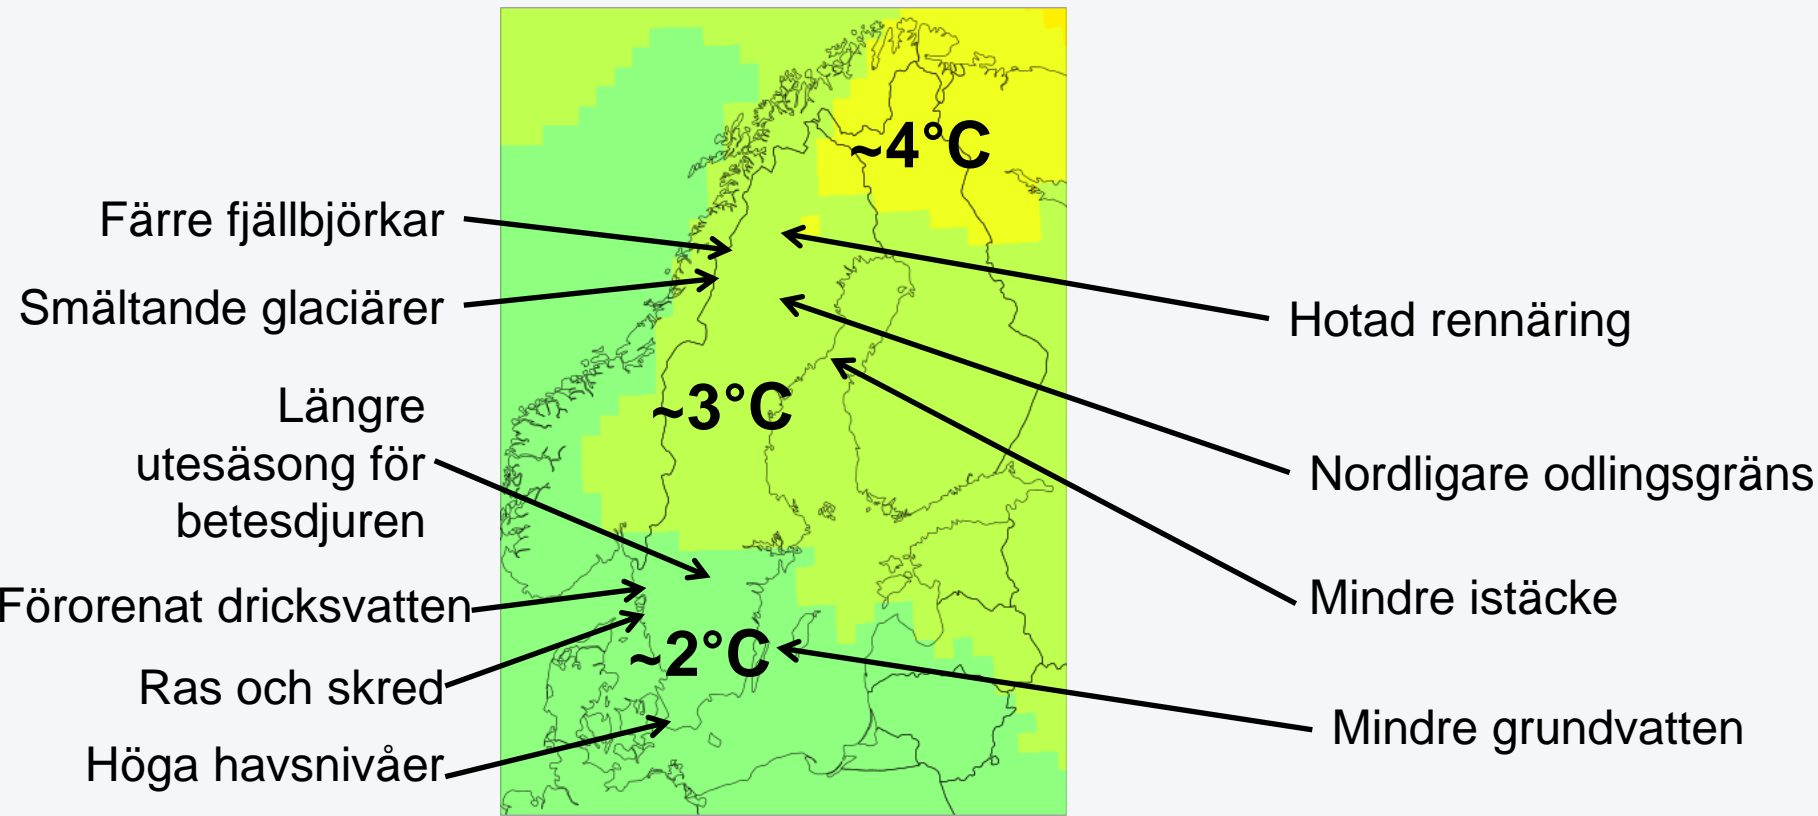 Färre fjällbjörkar
Smältande glaciärer
Längre
utesäsong för
betesdjuren
Förorenat dricksvatten
Ras och skred
Höga havsnivåer
~4°C
~3°C
~2°C
Hotad rennäring
Nordligare odlingsgräns
Mindre istäcke
Mindre grundvatten